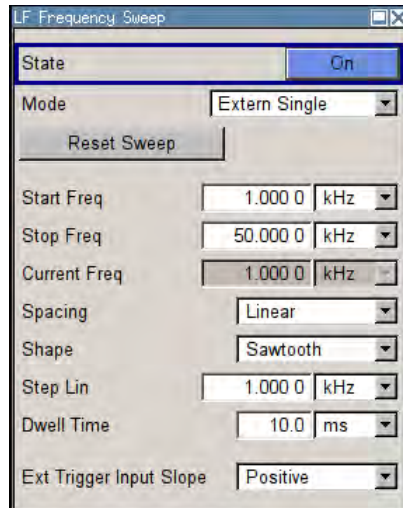 LF Frequency Sweep
State On
Mode Extern Single
Reset Sweep
Start Freq 1.000 0 kHz
Stop Freq 50.000 0 kHz
Current Freq 1.000 0 kHz
Spacing Linear
Shape Sawtooth
Step Lin 1.000 0 kHz
Dwell Time 10.0 ms
Ext Trigger Input Slope Positive